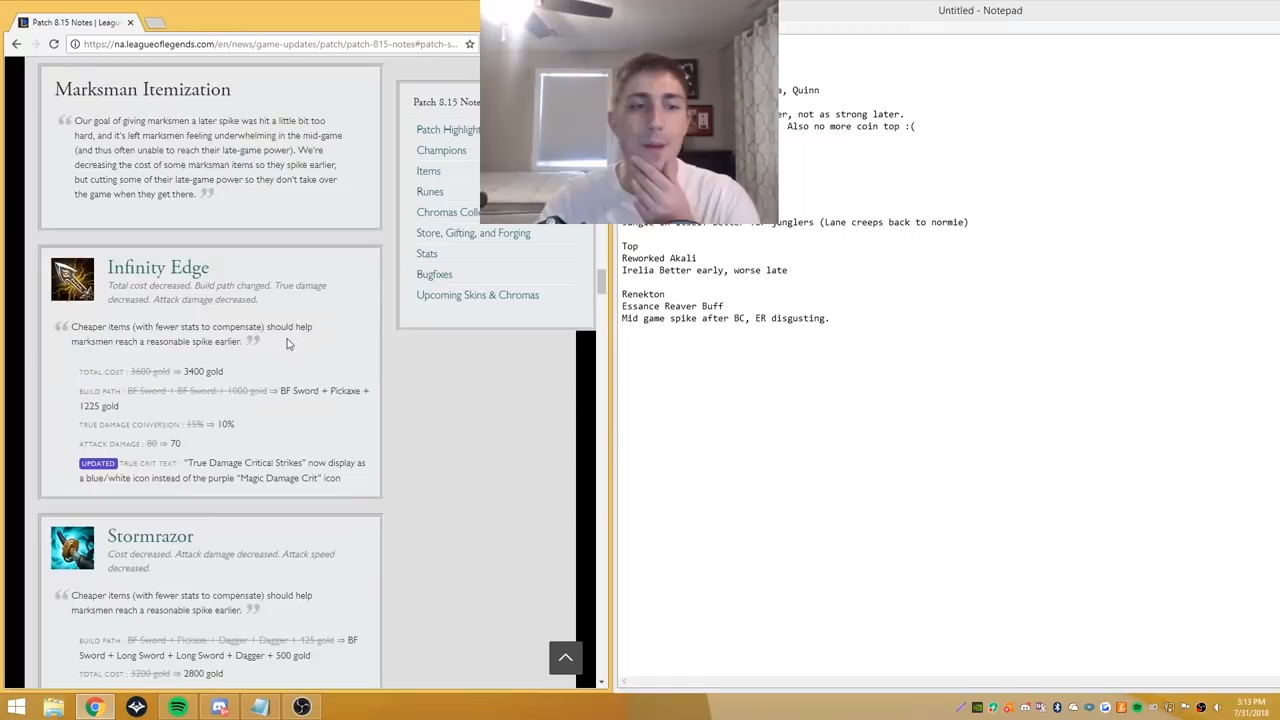 Patch 8.15 Notes | Leagu
Untitled - Notepad
https://na.leagueoflegends.com/en/news/game-updates/patch/patch-815-notes#patch-s...
Marksman Itemization
Our goal of giving marksmen a later spike was hit a little bit too
hard, and it's left marksmen feeling underwhelming in the mid-game
(and thus often unable to reach their late-game power). We're
decreasing the cost of some marksmen items so they spike earlier,
but cutting some of their late-game power so they don't take over
the game when they get there.
Infinity Edge
Total cost decreased. Build path changed. True damage
decreased. Attack damage decreased.
Cheaper items (with fewer stats to compensate) should help
marksmen reach a reasonable spike earlier.
TOTAL COST : 3600 gold ⇒ 3400 gold
BUILD PATH : BF Sword + BF Sword + 1000 gold ⇒ BF Sword + Pickaxe +
1225 gold
TRUE DAMAGE CONVERSION : 15% ⇒ 10%
ATTACK DAMAGE : 80 ⇒ 70
UPDATED TRUE CRIT TEXT : "True Damage Critical Strikes" now display as
a blue/white icon instead of the purple "Magic Damage Crit" icon
Stormrazor
Cost decreased. Attack damage decreased. Attack speed
decreased.
Cheaper items (with fewer stats to compensate) should help
marksmen reach a reasonable spike earlier.
BUILD PATH : BF Sword + Pickaxe + Dagger + Dagger + 425 gold ⇒ BF
Sword + Long Sword + Long Sword + Dagger + 500 gold
TOTAL COST : 3200 gold ⇒ 2800 gold
Patch 8.15 Note
Patch Highlight
Champions
Items
Runes
Chromas Coll
Store, Gifting, and Forging
Stats
Bugfixes
Upcoming Skins & Chromas
a, Quinn
er, not as strong later.
Also no more coin top :(
junglers (Lane creeps back to normie)
Top
Reworked Akali
Irelia Better early, worse late
Renekton
Essance Reaver Buff
Mid game spike after BC, ER disgusting.
3:13 PM
7/31/2018